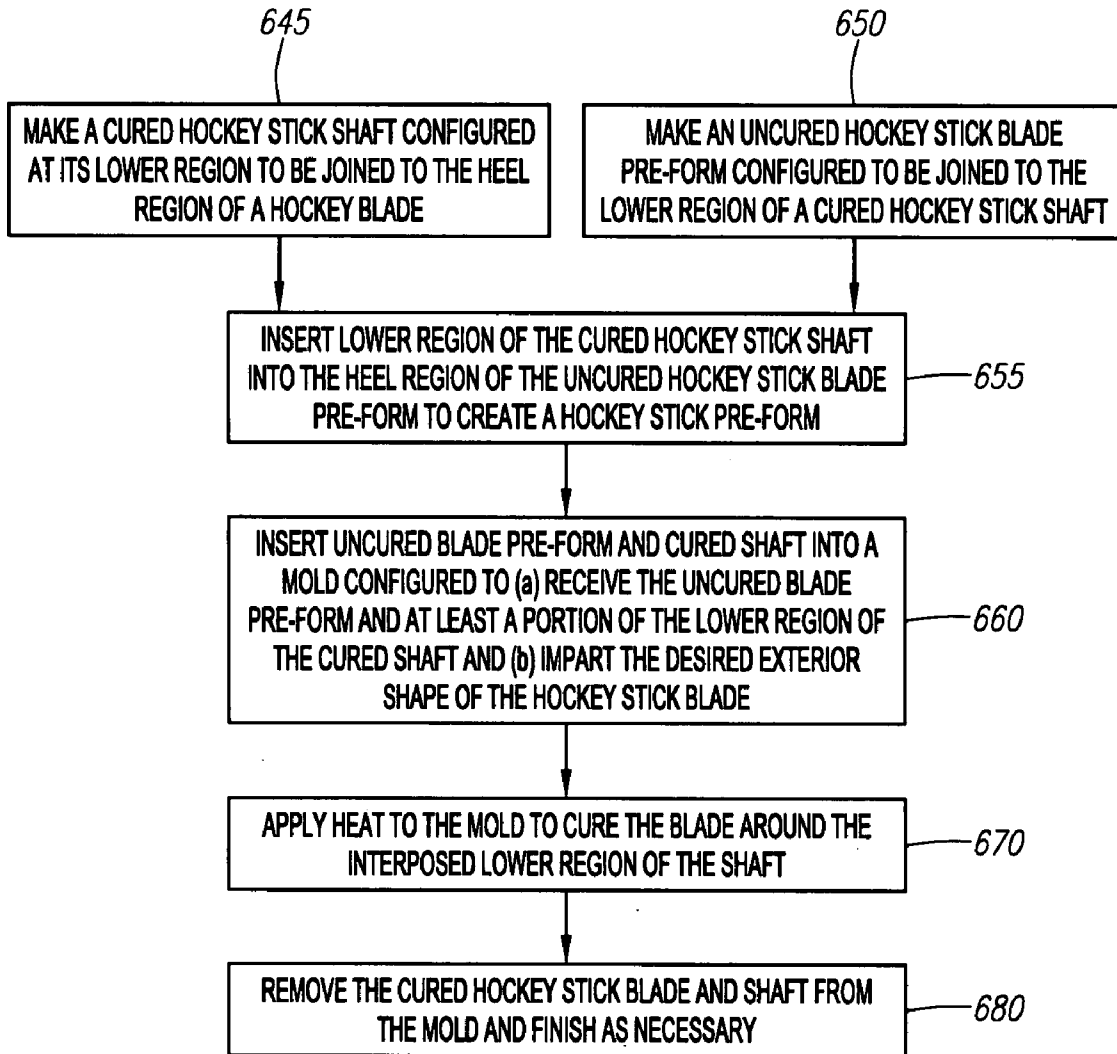 645
650
MAKE A CURED HOCKEY STICK SHAFT CONFIGURED
AT ITS LOWER REGION TO BE JOINED TO THE HEEL
REGION OF A HOCKEY BLADE
MAKE AN UNCURED HOCKEY STICK BLADE
PRE-FORM CONFIGURED TO BE JOINED TO THE
LOWER REGION OF A CURED HOCKEY STICK SHAFT
INSERT LOWER REGION OF THE CURED HOCKEY STICK SHAFT
INTO THE HEEL REGION OF THE UNCURED HOCKEY STICK BLADE
PRE-FORM TO CREATE A HOCKEY STICK PRE-FORM
655
INSERT UNCURED BLADE PRE-FORM AND CURED SHAFT INTO A
MOLD CONFIGURED TO (a) RECEIVE THE UNCURED BLADE
PRE-FORM AND AT LEAST A PORTION OF THE LOWER REGION OF
THE CURED SHAFT AND (b) IMPART THE DESIRED EXTERIOR
SHAPE OF THE HOCKEY STICK BLADE
660
APPLY HEAT TO THE MOLD TO CURE THE BLADE AROUND THE
INTERPOSED LOWER REGION OF THE SHAFT
670
REMOVE THE CURED HOCKEY STICK BLADE AND SHAFT FROM
THE MOLD AND FINISH AS NECESSARY
680